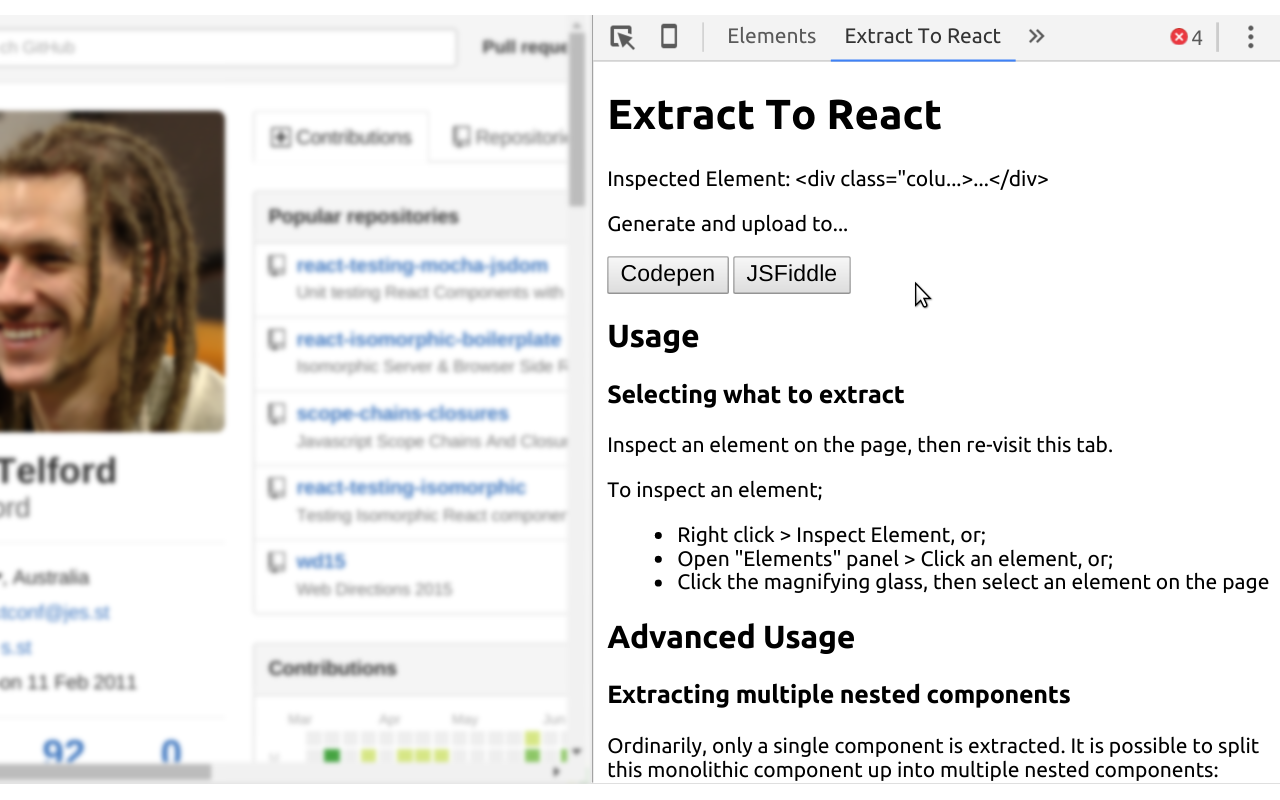 ch GitHub
Pull reque
Contributions
Repositorie
Popular repositories
react-testing-mocha-jsdom
Unit testing React Components with
react-isomorphic-boilerplate
Isomorphic Server & Browser Side R
scope-chains-closures
Javascript Scope Chains And Closur
react-testing-isomorphic
Testing Isomorphic React componen
wd15
Web Directions 2015
Telford
ord
, Australia
tconf@jes.st
s.st
on 11 Feb 2011
92 0
Contributions
Mar Apr May Jun
M
Elements
Extract To React
4
Extract To React
Inspected Element: <div class="colu...>...</div>
Generate and upload to...
Codepen
JSFiddle
Usage
Selecting what to extract
Inspect an element on the page, then re-visit this tab.
To inspect an element;
• Right click > Inspect Element, or;
• Open "Elements" panel > Click an element, or;
• Click the magnifying glass, then select an element on the page
Advanced Usage
Extracting multiple nested components
Ordinarily, only a single component is extracted. It is possible to split
this monolithic component up into multiple nested components: